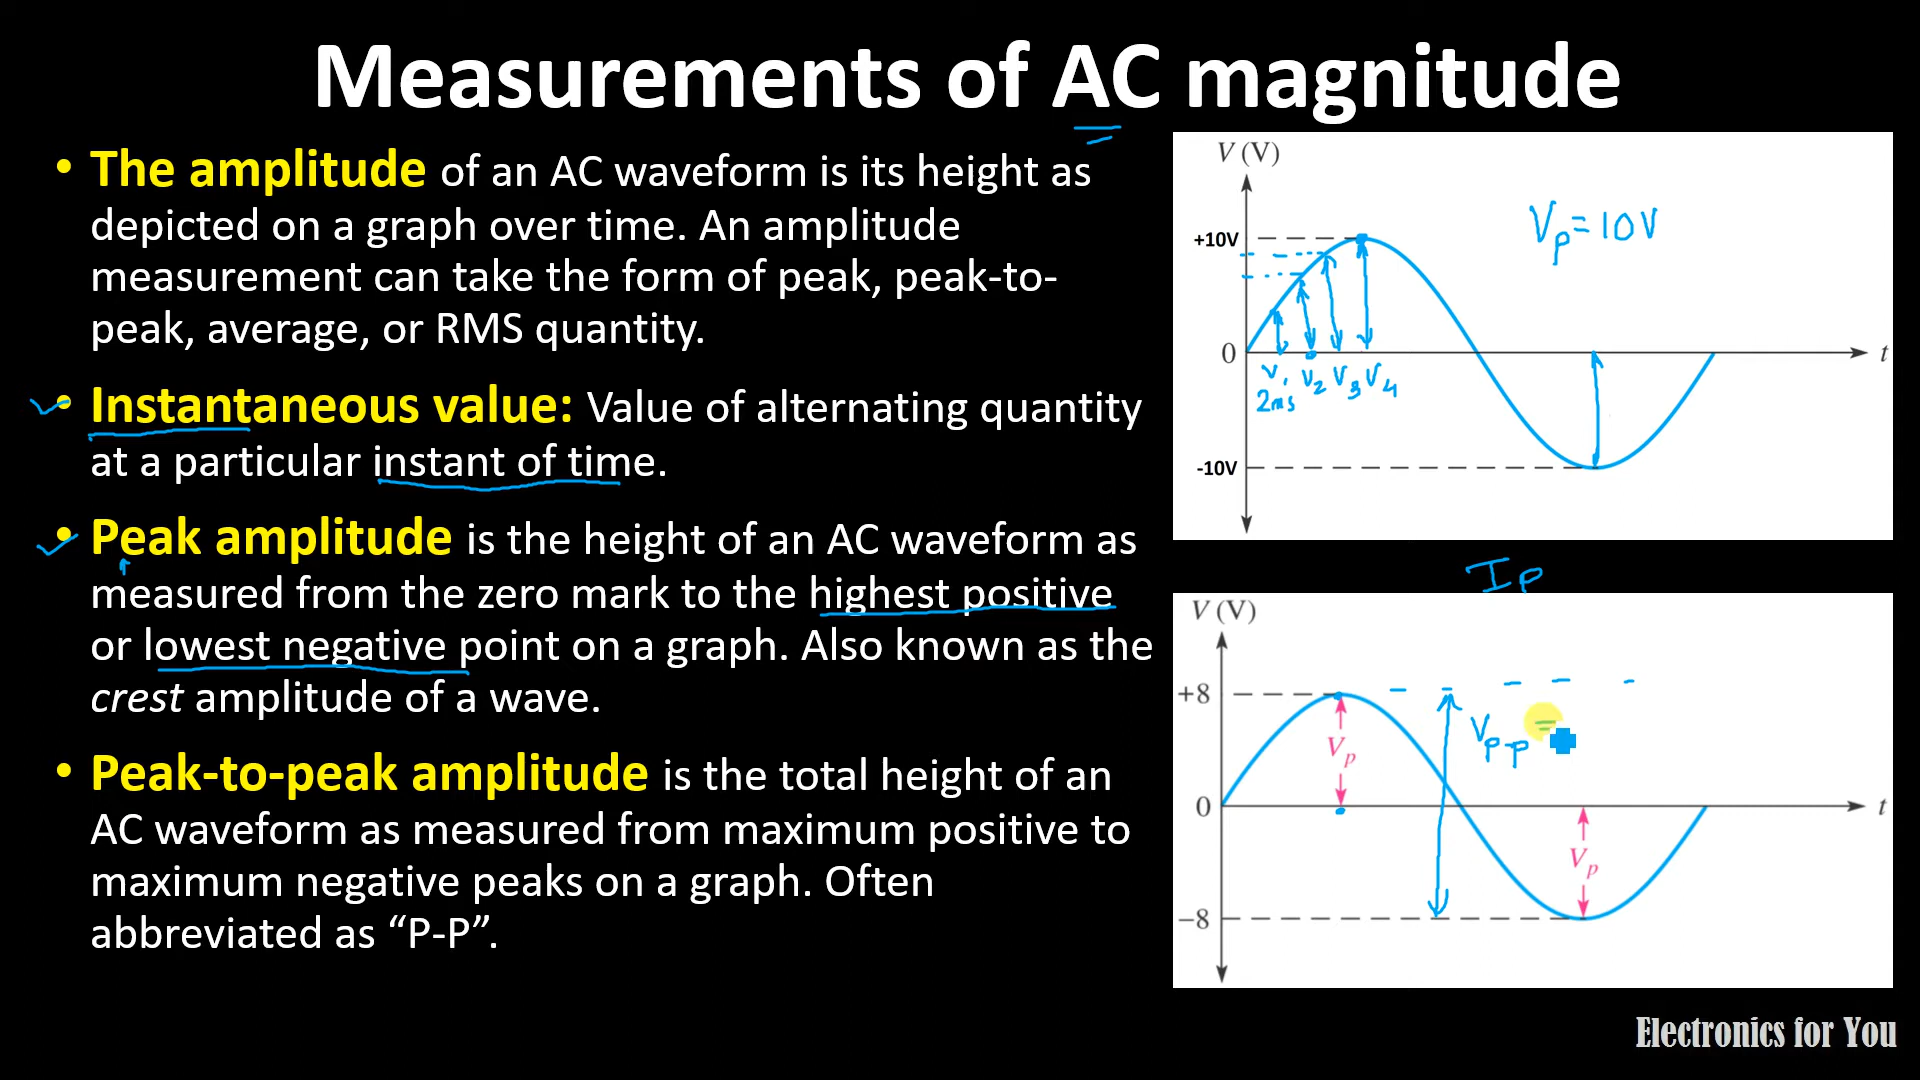 Measurements of AC magnitude
• The amplitude of an AC waveform is its height as
depicted on a graph over time. An amplitude
measurement can take the form of peak, peak-to-
peak, average, or RMS quantity.
• Instantaneous value: Value of alternating quantity
at a particular instant of time.
• Peak amplitude is the height of an AC waveform as
measured from the zero mark to the highest positive
or lowest negative point on a graph. Also known as the
crest amplitude of a wave.
• Peak-to-peak amplitude is the total height of an
AC waveform as measured from maximum positive to
maximum negative peaks on a graph. Often
abbreviated as “P-P”.
V (V)
Vp = 10V
+10V
0
t
V1 V2 V3 V4
2ms
-10V
Ip
V (V)
+8
Vp
Vp-p =
0
t
Vp
−8
Electronics for You